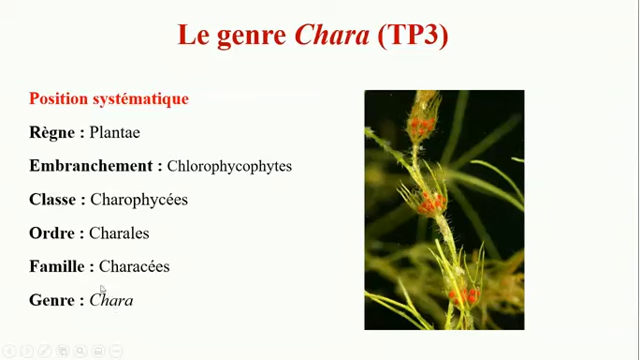 Le genre Chara (TP3)
Position systématique
Règne : Plantae
Embranchement : Chlorophycophytes
Classe : Charophycées
Ordre : Charales
Famille : Characées
Genre : Chara